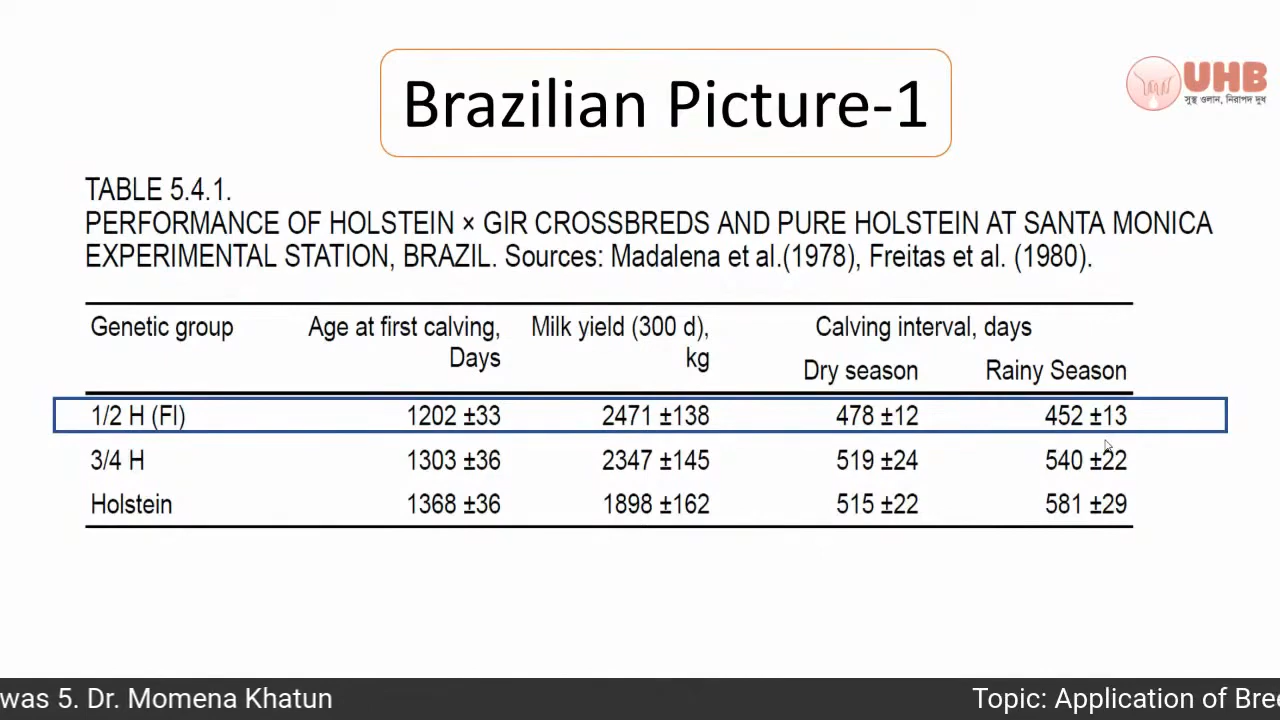 Brazilian Picture-1
UHB
সুস্থ ওলান, নিরাপদ দুধ
TABLE 5.4.1.
PERFORMANCE OF HOLSTEIN × GIR CROSSBREDS AND PURE HOLSTEIN AT SANTA MONICA
EXPERIMENTAL STATION, BRAZIL. Sources: Madalena et al.(1978), Freitas et al. (1980).
Genetic group Age at first calving, Milk yield (300 d), Calving interval, days
Days kg Dry season Rainy Season
1/2 H (FI) 1202 ±33 2471 ±138 478 ±12 452 ±13
3/4 H 1303 ±36 2347 ±145 519 ±24 540 ±22
Holstein 1368 ±36 1898 ±162 515 ±22 581 ±29
was 5. Dr. Momena Khatun Topic: Application of Bree